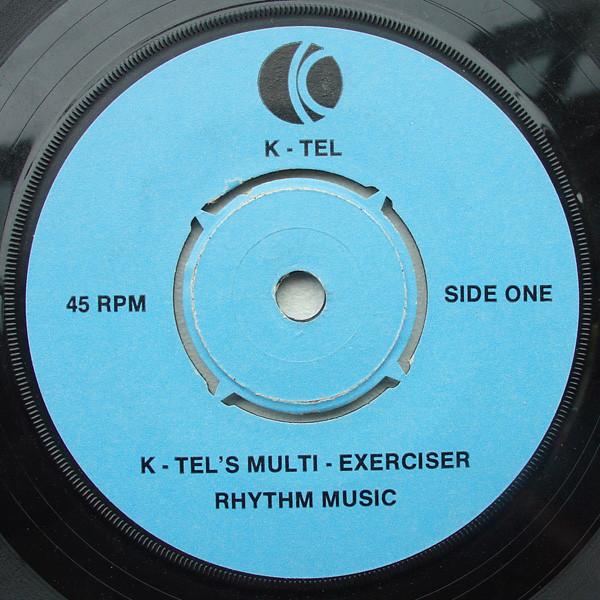 K - TEL
45 RPM
SIDE ONE
K - TEL'S MULTI - EXERCISER
RHYTHM MUSIC